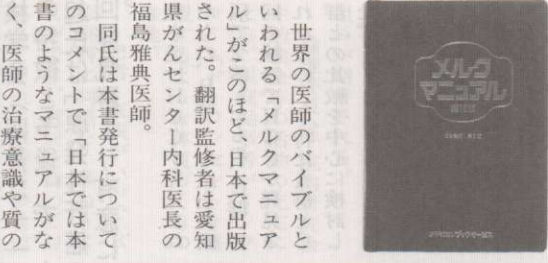 世界の医師のバイブルと
いわれる「メルクマニュア
ル」がこのほど、日本で出版
された。翻訳監修者は愛知
県がんセンター内科医長の
福島雅典医師。
同氏は本書発行について
のコメントで「日本では本
書のようなマニュアルがな
く、医師の治療意識や質の
メルク
マニュアル